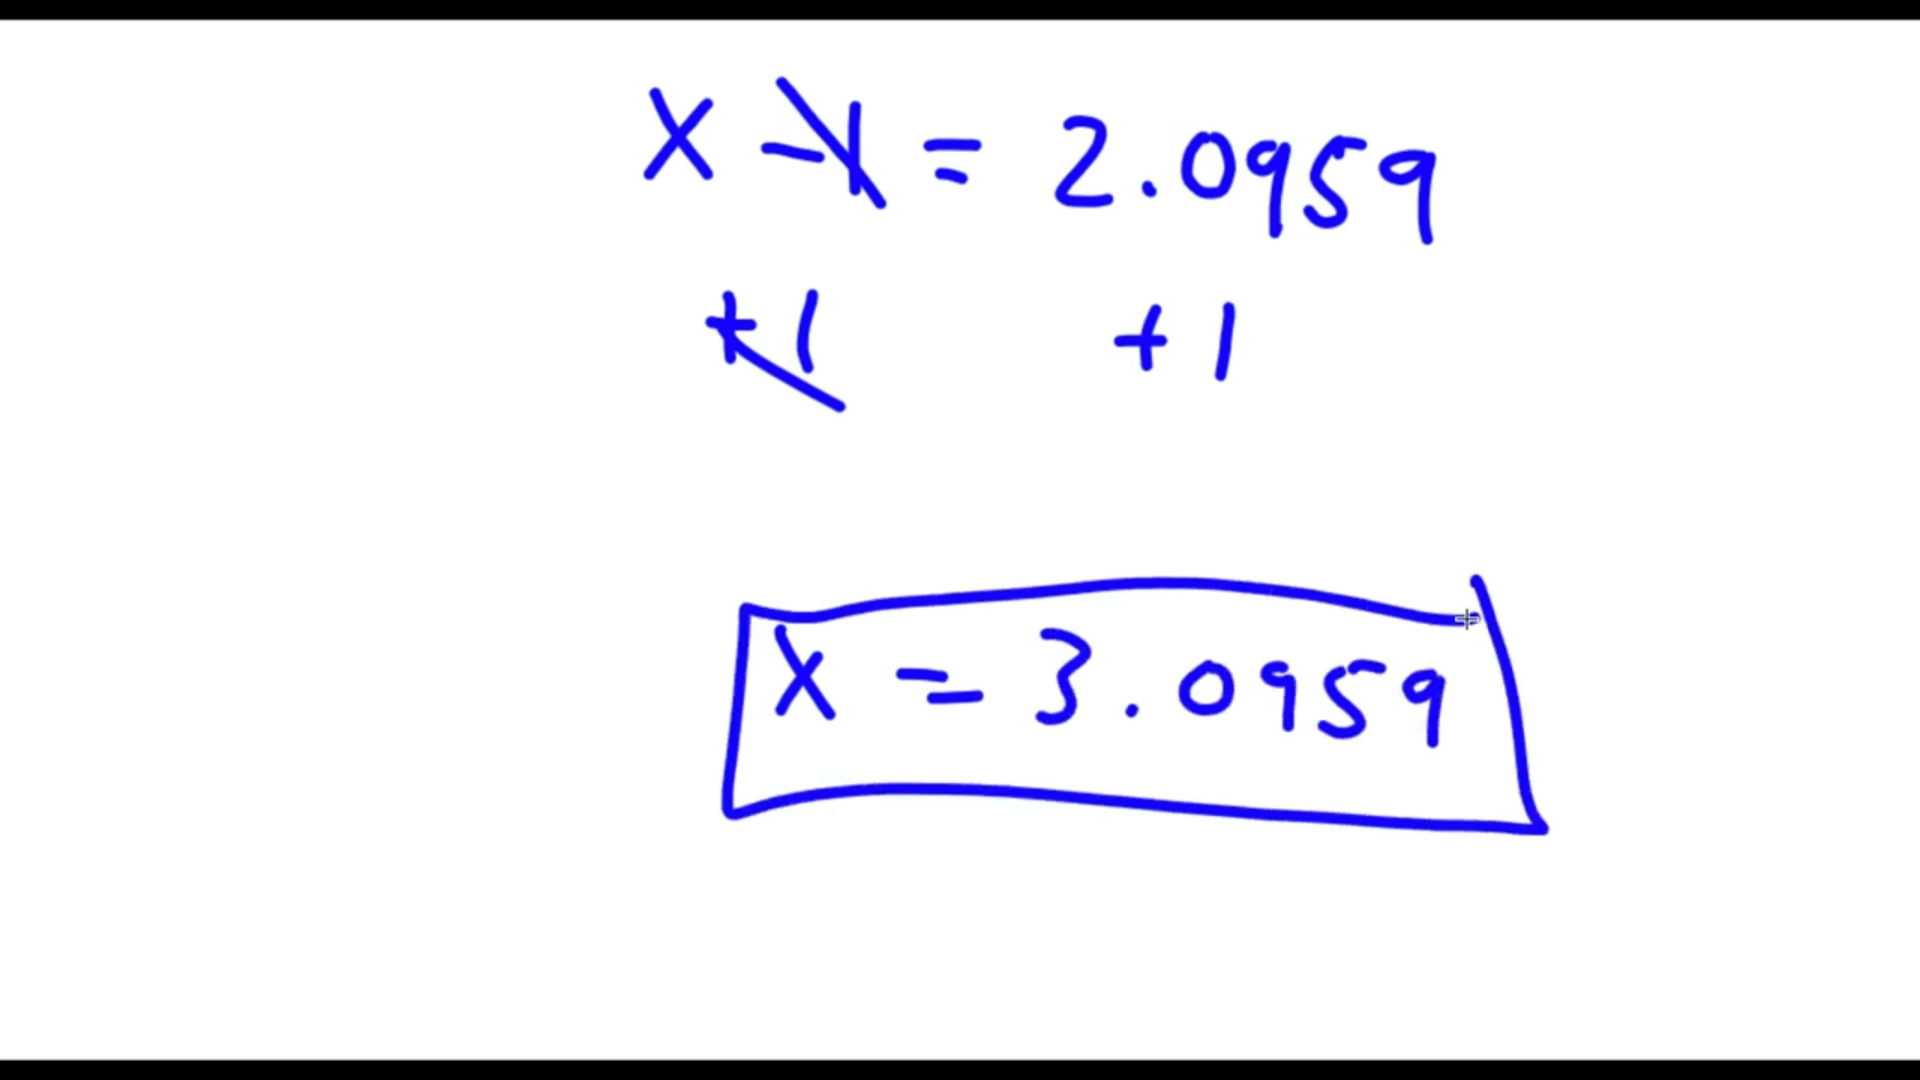 x - 1 = 2.0959
+1 +1
x = 3.0959